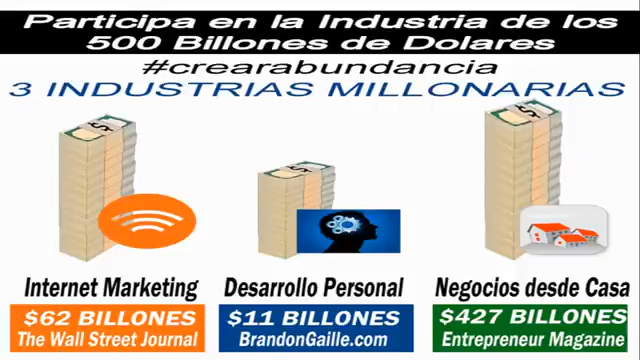 Participa en la Industria de los
500 Billones de Dolares
#crearabundancia
3 INDUSTRIAS MILLONARIAS
Internet Marketing
$62 BILLONES
The Wall Street Journal
Desarrollo Personal
$11 BILLONES
BrandonGaille.com
Negocios desde Casa
$427 BILLONES
Entrepreneur Magazine